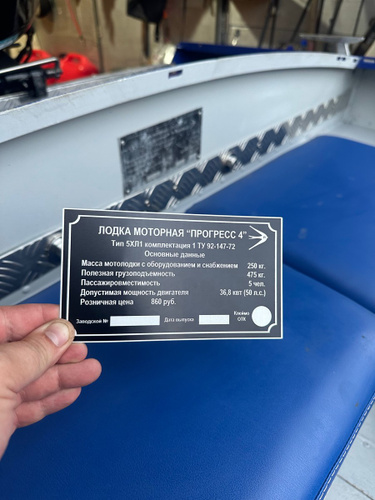 ЛОДКА МОТОРНАЯ "ПРОГРЕСС 4"
Тип 5ХП1 комплектация 1 ТУ 92-147-72
Основные данные
Масса мотолодки с оборудованием и снабжением 250 кг.
Полезная грузоподъемность 475 кг.
Пассажировместимость 5 чел.
Допустимая мощность двигателя 36,8 квт (50 л.с.)
Розничная цена 860 руб.
Заводской № Дата выпуска Клеймо ОТК